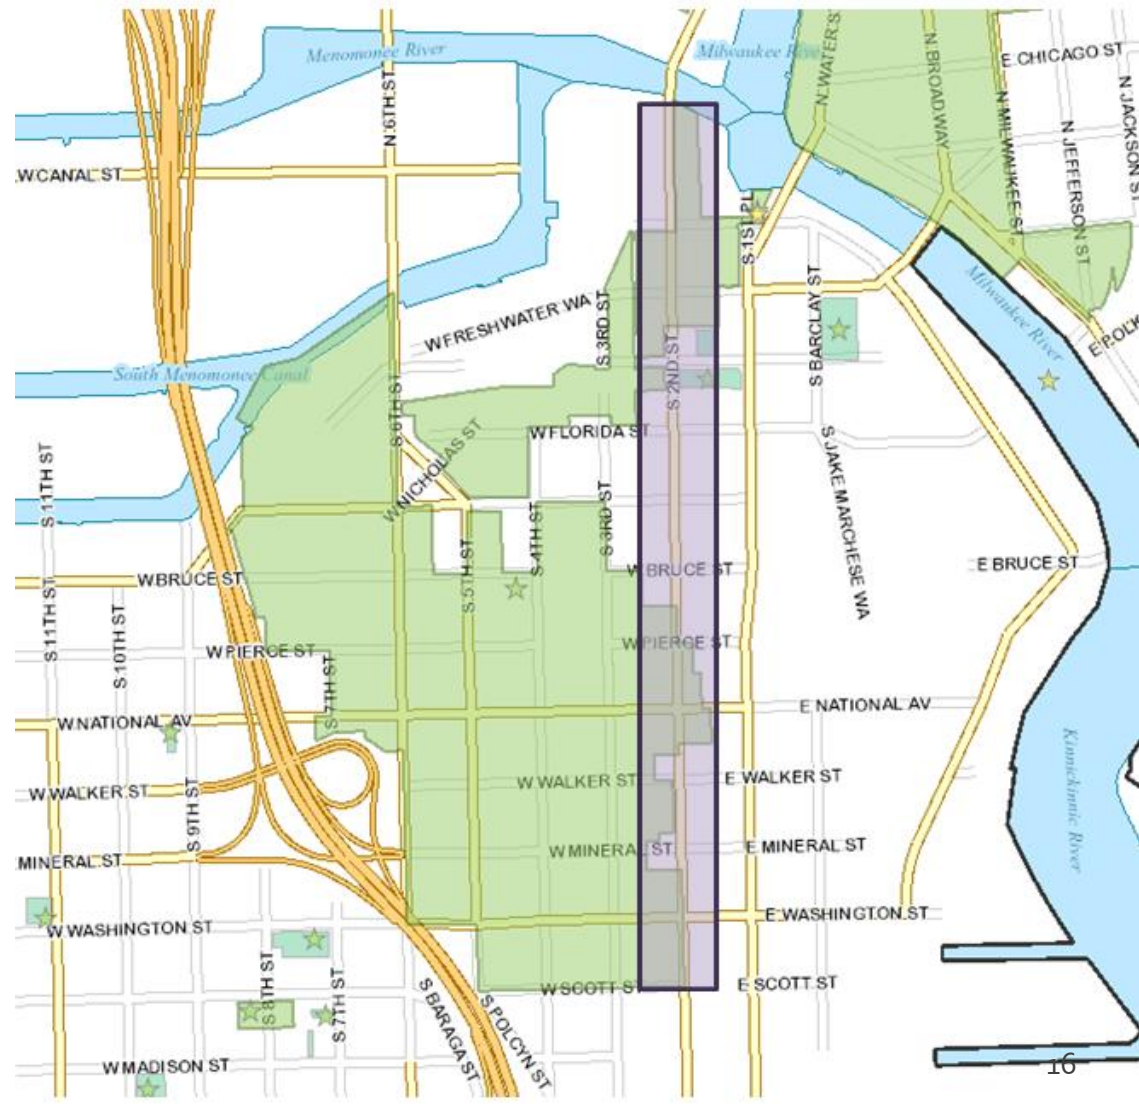 Menomonee River
Milwaukee Rive
N WATER S
N BROADWAY
E CHICAGO ST
N MILWAUKEE ST
N JEFFERSON ST
N JACKSON ST
N 6TH ST
W CANAL ST
S 1ST PL
S BARCLAY ST
Milwaukee River
E POLK
W FRESHWATER WA
S 3RD ST
S 2ND ST
South Menomonee Canal
S 6TH ST
W NICHOLAS ST
W FLORIDA ST
S JAKE MARCHESE WA
S 11TH ST
S 4TH ST
S 3RD ST
S 5TH ST
W BRUCE ST
W BRUCE ST
E BRUCE ST
S 11TH ST
S 10TH ST
W PIERCE ST
W PIERCE ST
S 7TH ST
W NATIONAL AV
E NATIONAL AV
W WALKER ST
W WALKER ST
E WALKER ST
Kinnickinnic River
S 9TH ST
MINERAL ST
W MINERAL ST
E MINERAL ST
W WASHINGTON ST
E WASHINGTON ST
S 8TH ST
S 7TH ST
S BARAGA ST
S POLCYN ST
W SCOTT ST
E SCOTT ST
W MADISON ST
16